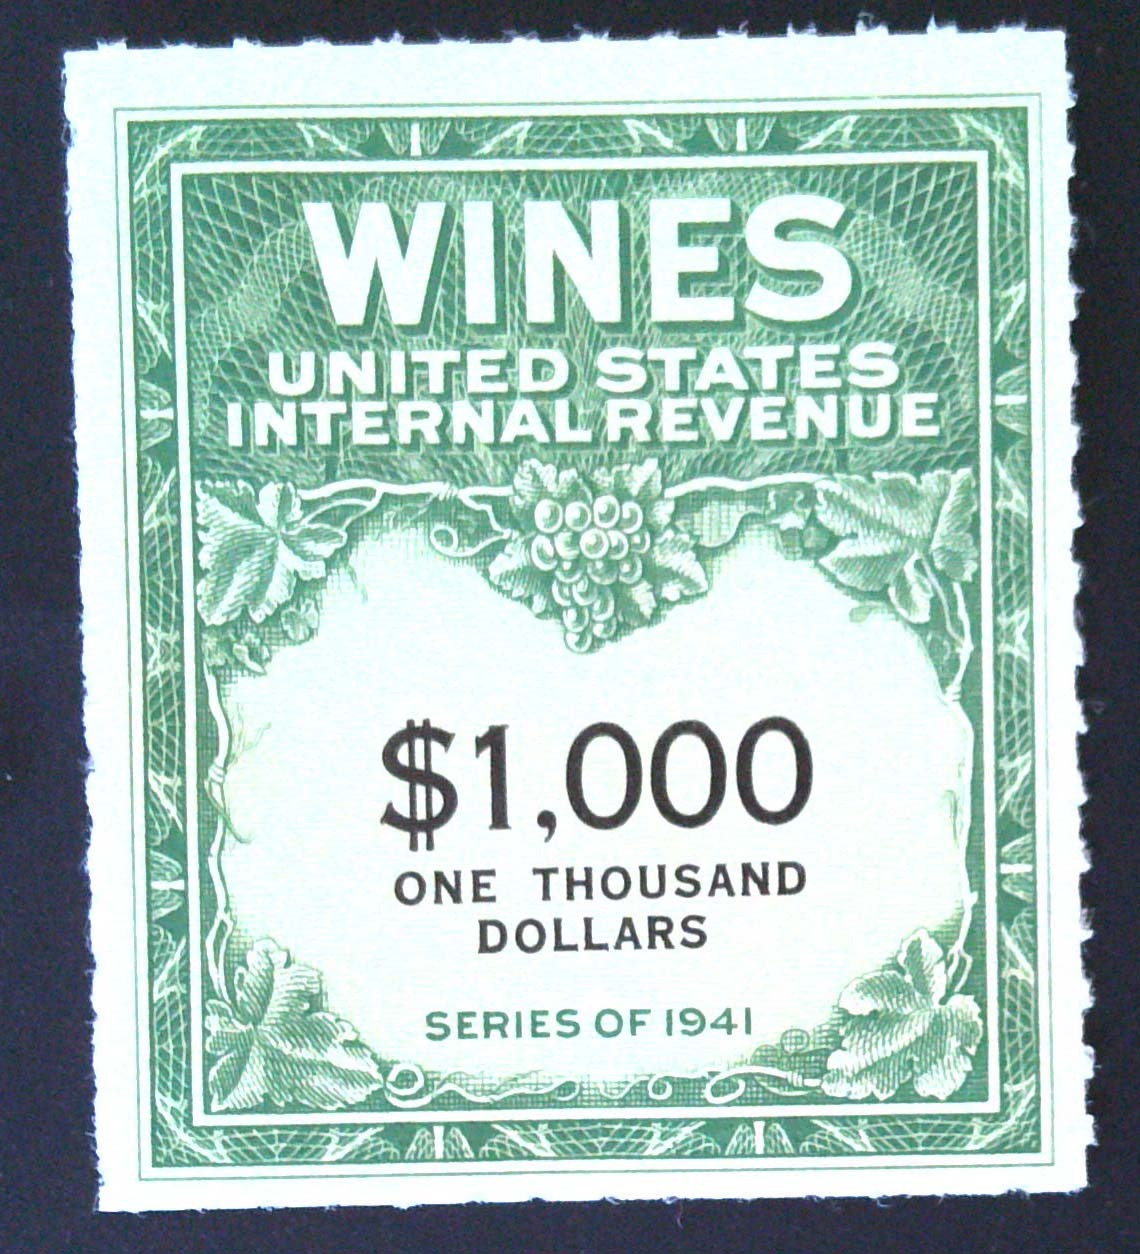 WINES
UNITED STATES
INTERNAL REVENUE
$1,000
ONE THOUSAND
DOLLARS
SERIES OF 1941